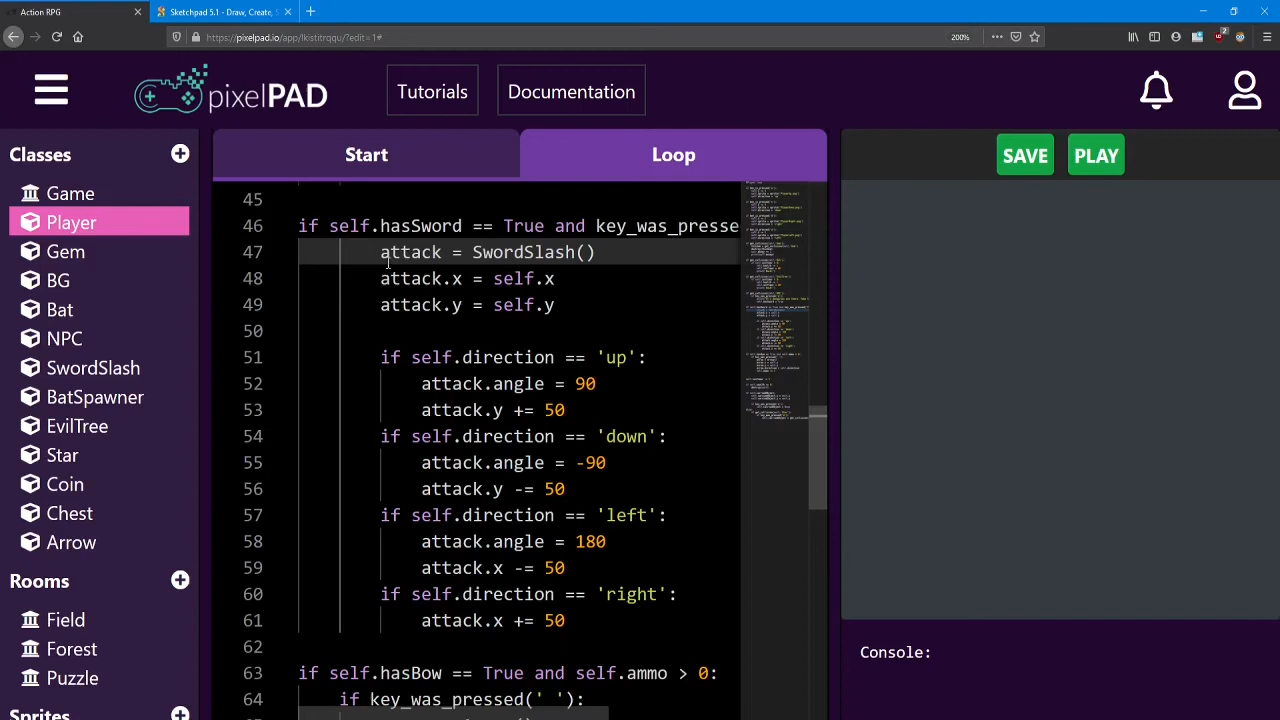 Action RPG
Sketchpad 5.1 - Draw, Create,
https://pixelpad.io/app/lkistitrqqu/?edit=1#
200%
pixelPAD
Tutorials
Documentation
Classes
Start
Loop
SAVE
PLAY
Game
Player
Gem
BG
Bat
NPC
SwordSlash
BatSpawner
EvilTree
Star
Coin
Chest
Arrow
Rooms
Field
Forest
Puzzle
Sprites
45
46 if self.hasSword == True and key_was_presse
47 attack = SwordSlash()
48 attack.x = self.x
49 attack.y = self.y
50
51 if self.direction == 'up':
52 attack.angle = 90
53 attack.y += 50
54 if self.direction == 'down':
55 attack.angle = -90
56 attack.y -= 50
57 if self.direction == 'left':
58 attack.angle = 180
59 attack.x -= 50
60 if self.direction == 'right':
61 attack.x += 50
62
63 if self.hasBow == True and self.ammo > 0:
64 if key_was_pressed(' '):
Console: